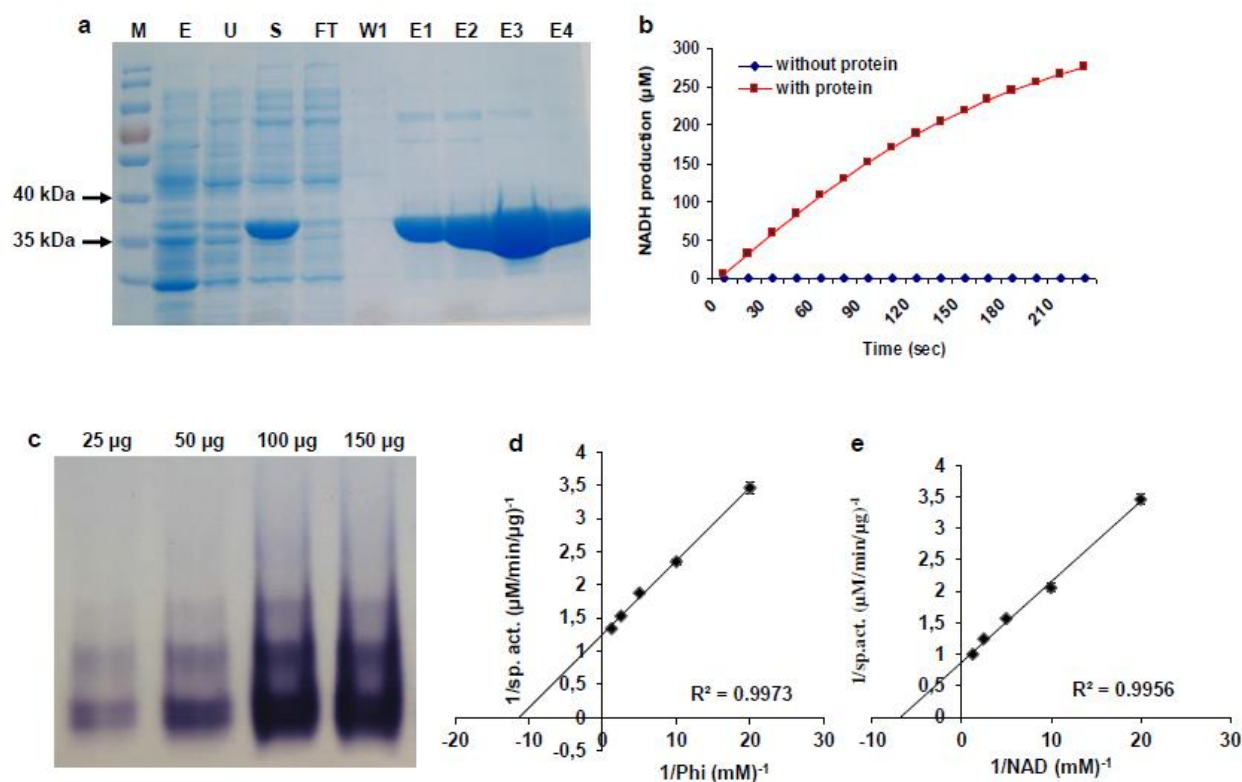 a
M E U S FT W1 E1 E2 E3 E4
40 kDa
35 kDa
b
300
250
200
150
100
50
0
NADH production (µM)
without protein
with protein
0 30 60 90 120 150 180 210
Time (sec)
c
25 µg 50 µg 100 µg 150 µg
d
4
3,5
3
2,5
2
1,5
1
0,5
0
-0,5
1/sp. act. (µM/min/µg)-1
R² = 0.9973
-20 -10 0 10 20 30
1/Phi (mM)-1
e
4
3,5
3
2,5
2
1,5
1
0,5
0
1/sp.act. (µM/min/µg)-1
R² = 0.9956
-10 0 10 20 30
1/NAD (mM)-1